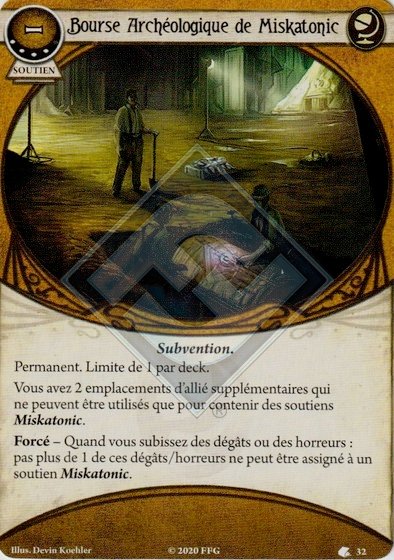 Bourse Archéologique de Miskatonic
SOUTIEN
Subvention.
Permanent. Limite de 1 par deck.
Vous avez 2 emplacements d'allié supplémentaires qui
ne peuvent être utilisés que pour contenir des soutiens
Miskatonic.
Forcé – Quand vous subissez des dégâts ou des horreurs :
pas plus de 1 de ces dégâts/horreurs ne peut être assigné à un
soutien Miskatonic.
Illus. Devin Koehler
© 2020 FFG
32